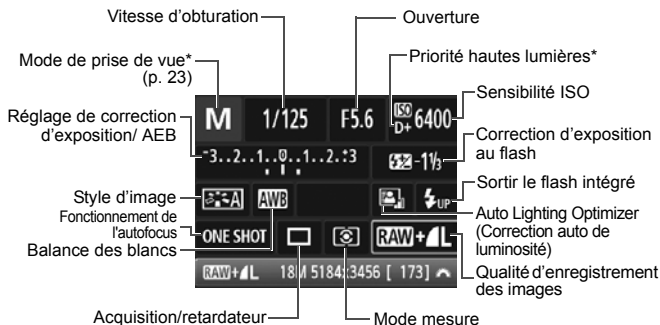 Vitesse d'obturation
Ouverture
Mode de prise de vue*
(p. 23)
Priorité hautes lumières*
Sensibilité ISO
Réglage de correction
d'exposition/ AEB
Correction d'exposition
au flash
Style d'image
Sortir le flash intégré
Fonctionnement de
l'autofocus
Auto Lighting Optimizer
(Correction auto de
luminosité)
Balance des blancs
Qualité d'enregistrement
des images
Acquisition/retardateur
Mode mesure
M 1/125 F5.6 ISO D+ 6400
-3..2..1..0..1..2.:3 -1⅓
A AWB UP
ONE SHOT RAW+L
RAW+L 18M 5184x3456 [ 173]